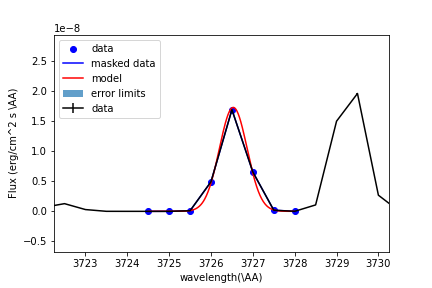 1e−8
2.5
2.0
1.5
1.0
0.5
0.0
−0.5
Flux (erg/cm^2 s \AA)
data
masked data
model
error limits
data
3723 3724 3725 3726 3727 3728 3729 3730
wavelength(\AA)